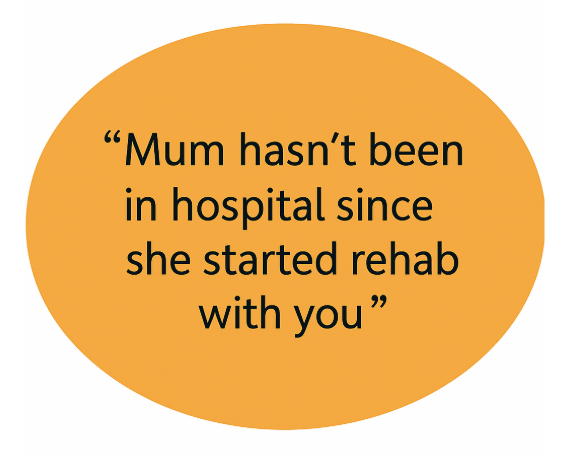 “Mum hasn’t been
in hospital since
she started rehab
with you”